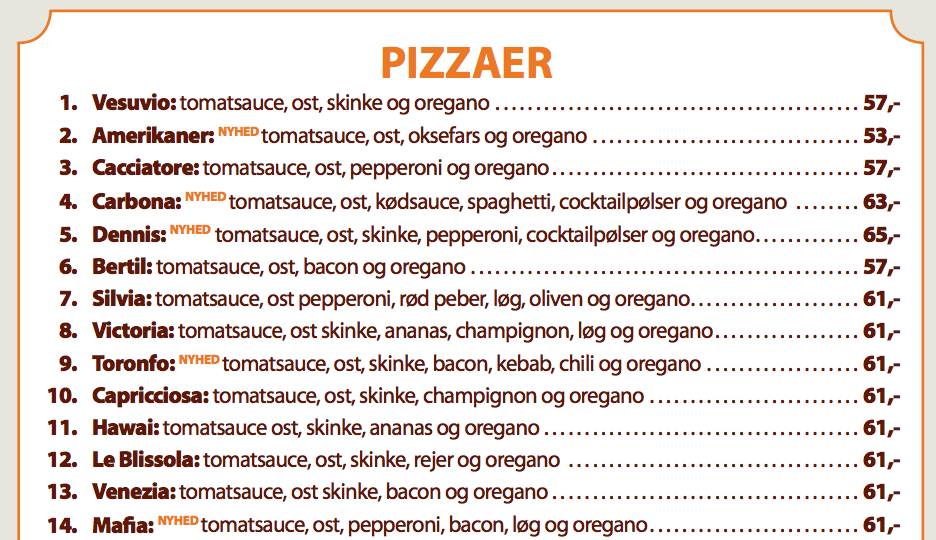 PIZZAER
1. Vesuvio: tomatsauce, ost, skinke og oregano ........................................ 57,-
2. Amerikaner: NYHED tomatsauce, ost, oksefars og oregano ............................. 53,-
3. Cacciatore: tomatsauce, ost, pepperoni og oregano .................................. 57,-
4. Carbona: NYHED tomatsauce, ost, kødsauce, spaghetti, cocktailpølser og oregano ........ 63,-
5. Dennis: NYHED tomatsauce, ost, skinke, pepperoni, cocktailpølser og oregano............. 65,-
6. Bertil: tomatsauce, ost, bacon og oregano ........................................... 57,-
7. Silvia: tomatsauce, ost pepperoni, rød peber, løg, oliven og oregano..................... 61,-
8. Victoria: tomatsauce, ost skinke, ananas, champignon, løg og oregano.................. 61,-
9. Toronfo: NYHED tomatsauce, ost, skinke, bacon, kebab, chili og oregano ................... 61,-
10. Capricciosa: tomatsauce, ost, skinke, champignon og oregano ......................... 61,-
11. Hawai: tomatsauce ost, skinke, ananas og oregano ................................... 61,-
12. Le Blissola: tomatsauce, ost, skinke, rejer og oregano ................................ 61,-
13. Venezia: tomatsauce, ost skinke, bacon og oregano .................................. 61,-
14. Mafia: NYHED tomatsauce, ost, pepperoni, bacon, løg og oregano......................... 61,-